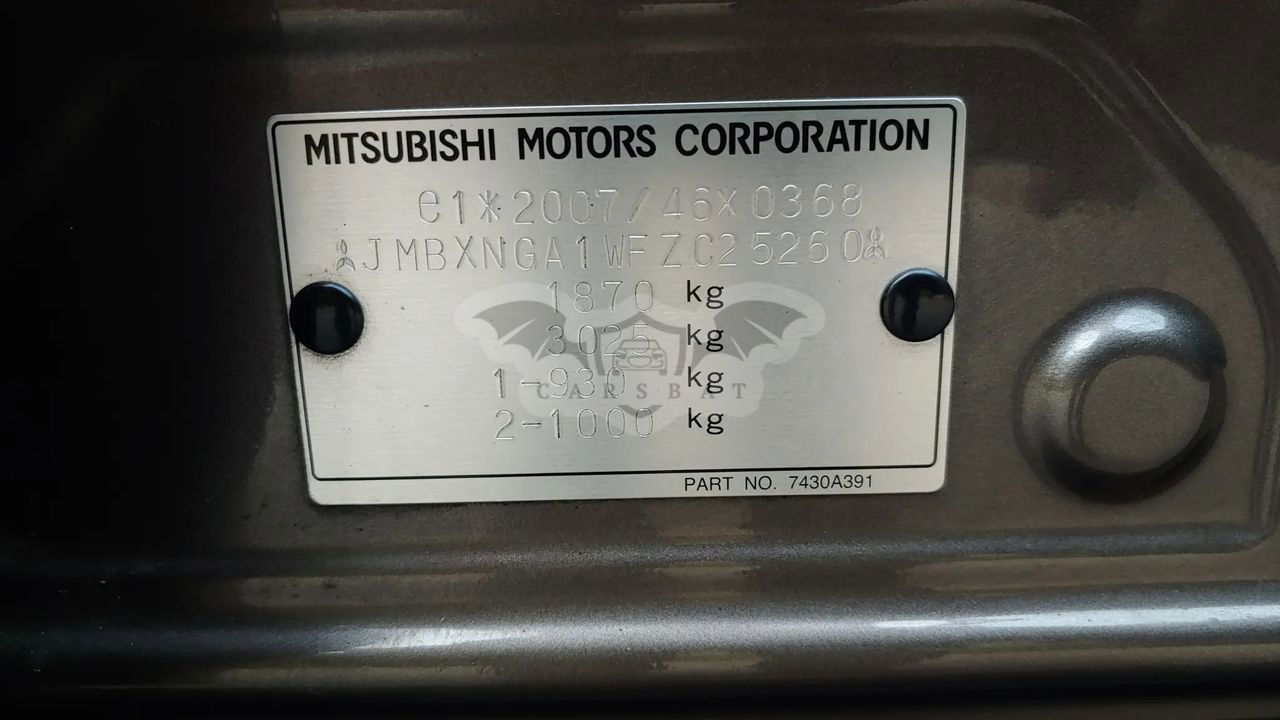 MITSUBISHI MOTORS CORPORATION
e1*2007/46*0368
JMBXNGA1WFZC25260
1870 kg
3025 kg
1-930 kg
CARSBAT
2-1000 kg
PART NO. 7430A391